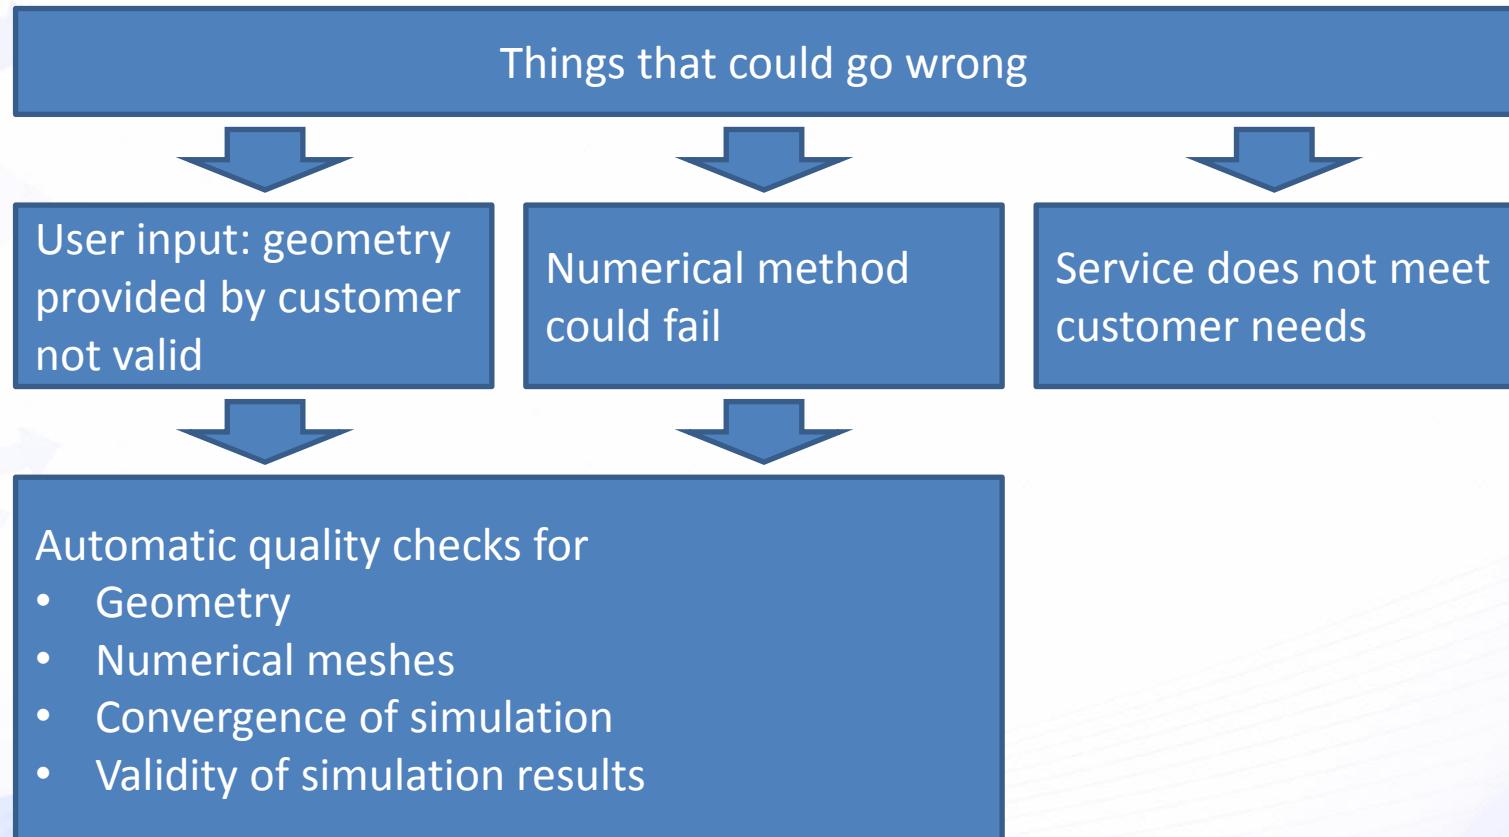 Things that could go wrong
User input: geometry
provided by customer
not valid
Numerical method
could fail
Service does not meet
customer needs
Automatic quality checks for
• Geometry
• Numerical meshes
• Convergence of simulation
• Validity of simulation results